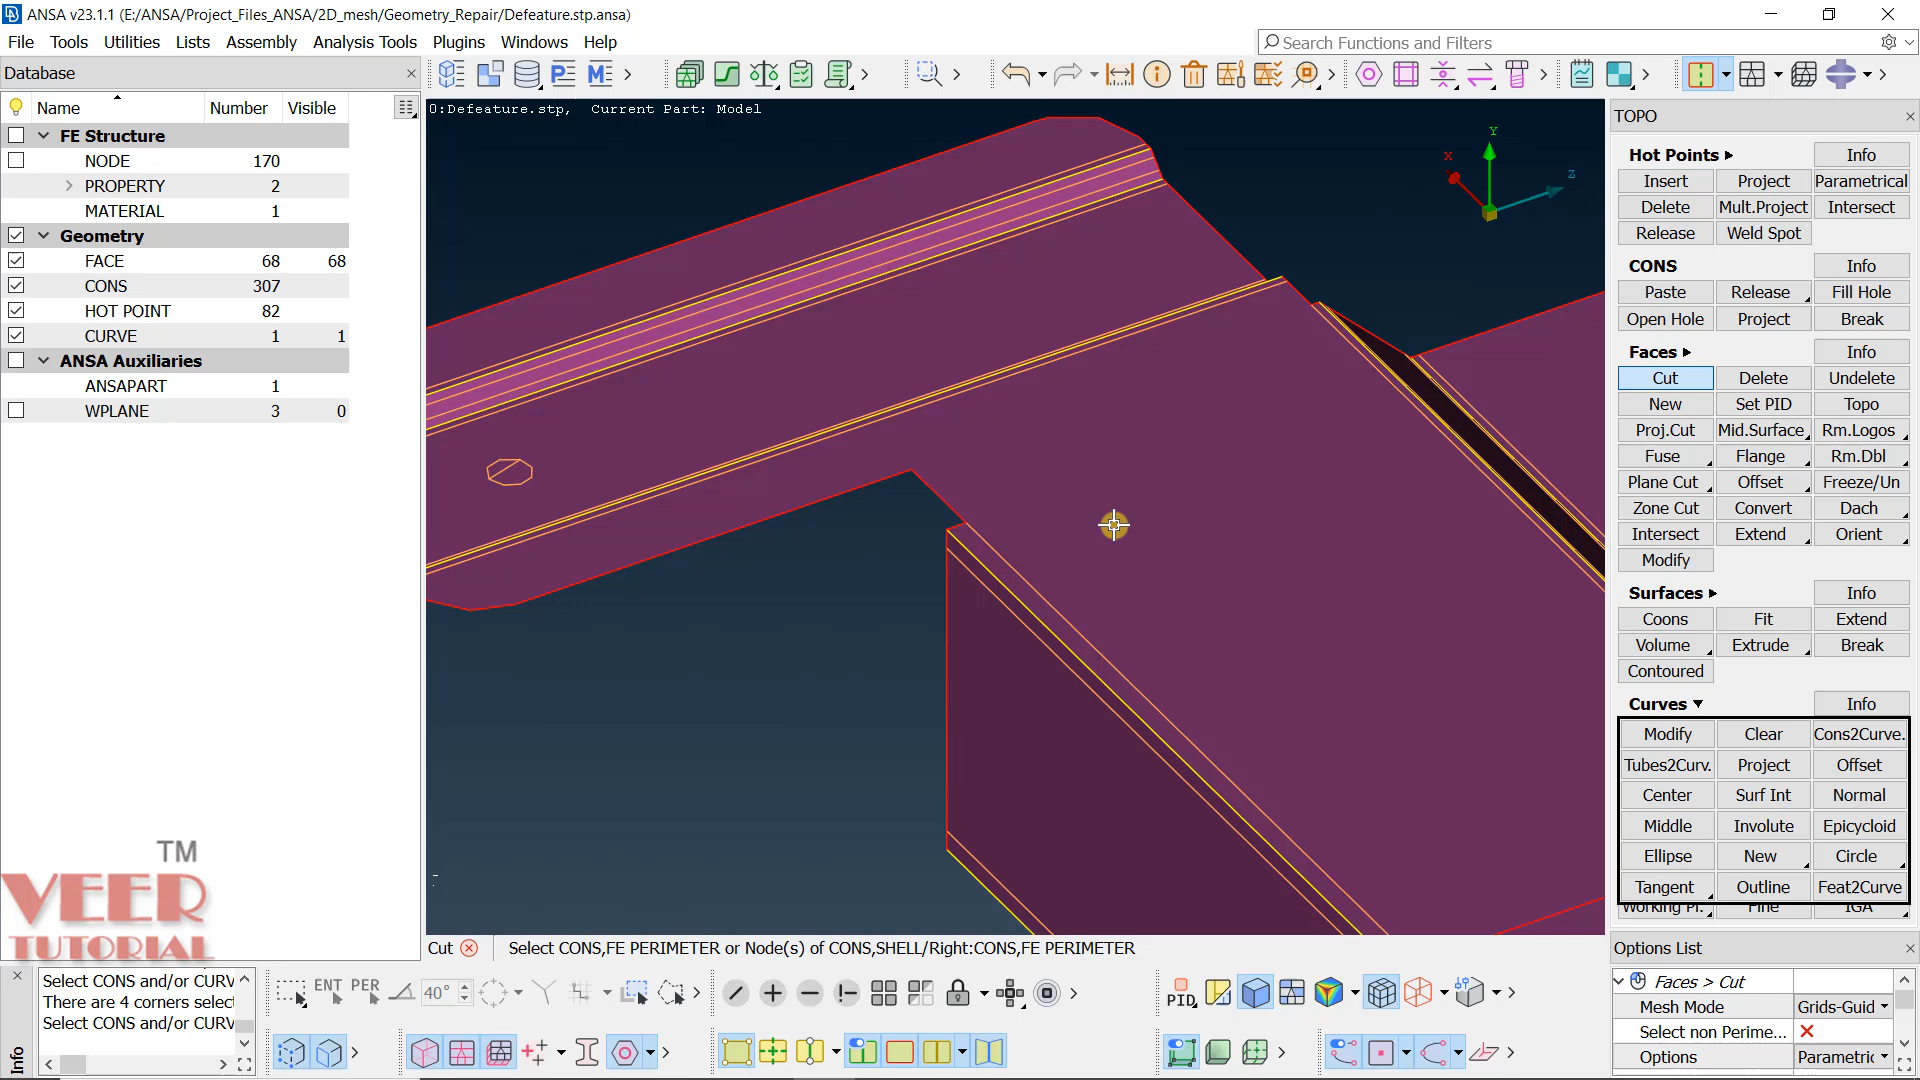 ANSA v23.1.1 (E:/ANSA/Project_Files_ANSA/2D_mesh/Geometry_Repair/Defeature.stp.ansa)
File Tools Utilities Lists Assembly Analysis Tools Plugins Windows Help
Search Functions and Filters
Database
Name Number Visible
FE Structure
NODE 170
PROPERTY 2
MATERIAL 1
Geometry
FACE 68 68
CONS 307
HOT POINT 82
CURVE 1 1
ANSA Auxiliaries
ANSAPART 1
WPLANE 3 0
TM
VEER
TUTORIAL
0:Defeature.stp, Current Part: Model
X
Y
Z
TOPO
Hot Points Info
Insert Project Parametrical
Delete Mult.Project Intersect
Release Weld Spot
CONS Info
Paste Release Fill Hole
Open Hole Project Break
Faces Info
Cut Delete Undelete
New Set PID Topo
Proj.Cut Mid.Surface Rm.Logos
Fuse Flange Rm.Dbl
Plane Cut Offset Freeze/Un
Zone Cut Convert Dach
Intersect Extend Orient
Modify
Surfaces Info
Coons Fit Extend
Volume Extrude Break
Contoured
Curves Info
Modify Clear Cons2Curve.
Tubes2Curv. Project Offset
Center Surf Int Normal
Middle Involute Epicycloid
Ellipse New Circle
Tangent Outline Feat2Curve
Working Pl. Fine IGA
Cut Select CONS,FE PERIMETER or Node(s) of CONS,SHELL/Right:CONS,FE PERIMETER
Info
Select CONS and/or CURV
There are 4 corners select
Select CONS and/or CURV
ENT PER 40°
PID
Options List
Faces > Cut
Mesh Mode Grids-Guid
Select non Perime...
Options Parametric